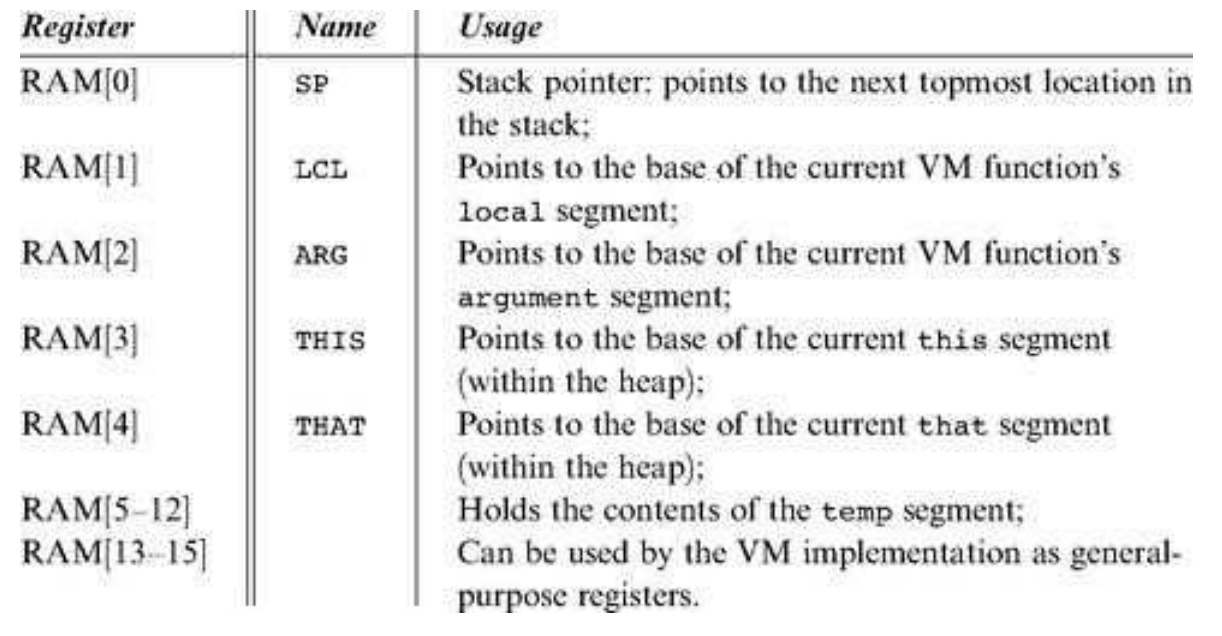 Register Name Usage
RAM[0] SP Stack pointer: points to the next topmost location in
the stack;
RAM[1] LCL Points to the base of the current VM function's
local segment;
RAM[2] ARG Points to the base of the current VM function's
argument segment;
RAM[3] THIS Points to the base of the current this segment
(within the heap);
RAM[4] THAT Points to the base of the current that segment
(within the heap);
RAM[5–12] Holds the contents of the temp segment;
RAM[13–15] Can be used by the VM implementation as general-
purpose registers.